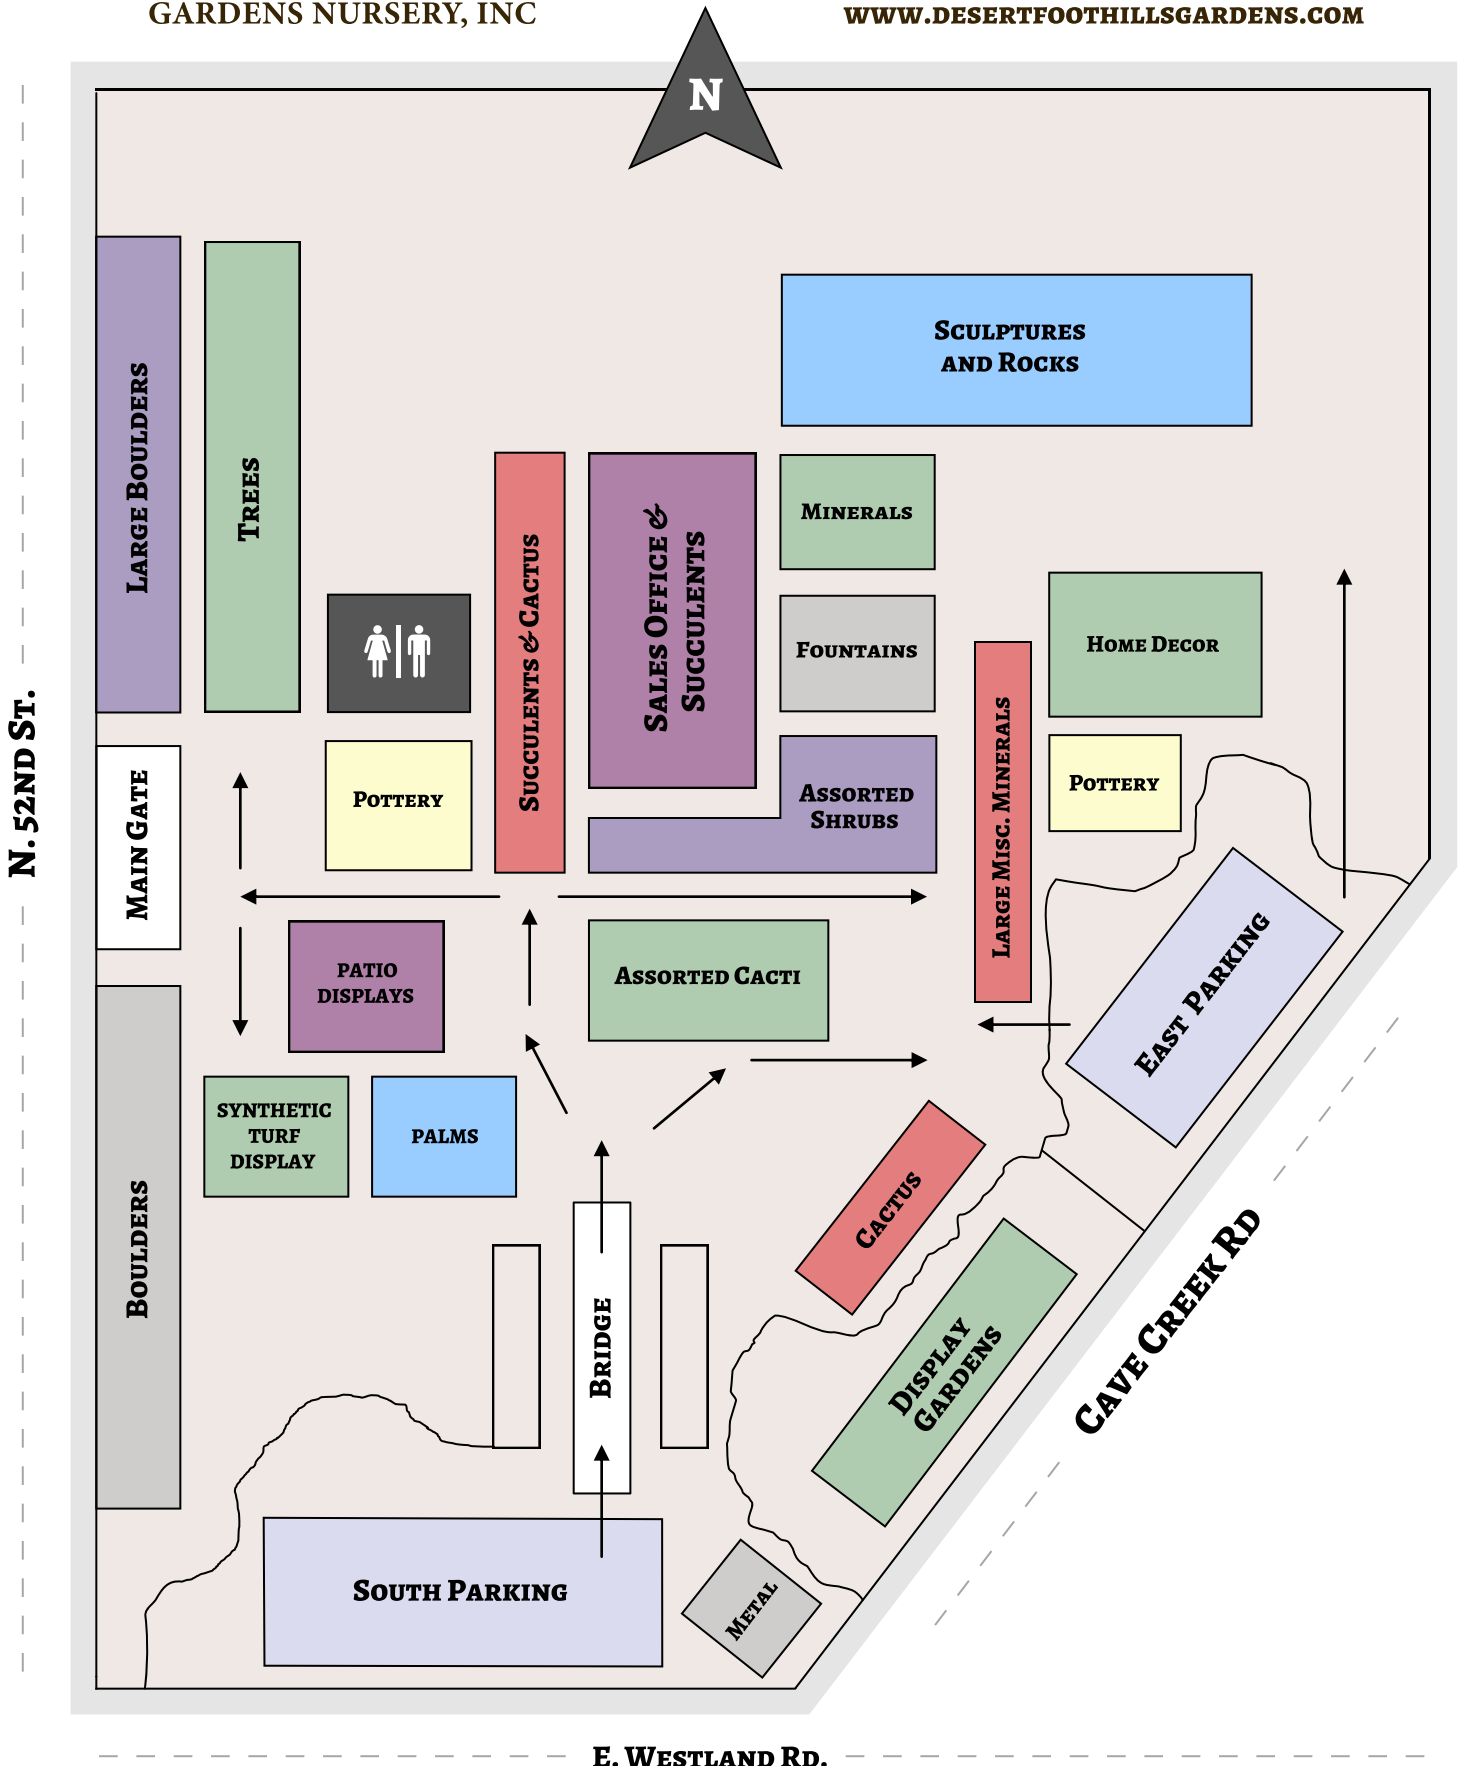 GARDENS NURSERY, INC
WWW.DESERTFOOTHILLSGARDENS.COM
N
SCULPTURES
AND ROCKS
LARGE BOULDERS
TREES
SUCCULENTS & CACTUS
SALES OFFICE &
SUCCULENTS
MINERALS
FOUNTAINS
HOME DECOR
LARGE MISC. MINERALS
POTTERY
POTTERY
ASSORTED
SHRUBS
MAIN GATE
N. 52ND ST.
PATIO
DISPLAYS
ASSORTED CACTI
EAST PARKING
SYNTHETIC
TURF
DISPLAY
PALMS
CACTUS
BOULDERS
BRIDGE
DISPLAY
GARDENS
CAVE CREEK RD
SOUTH PARKING
METAL
E. WESTLAND RD.